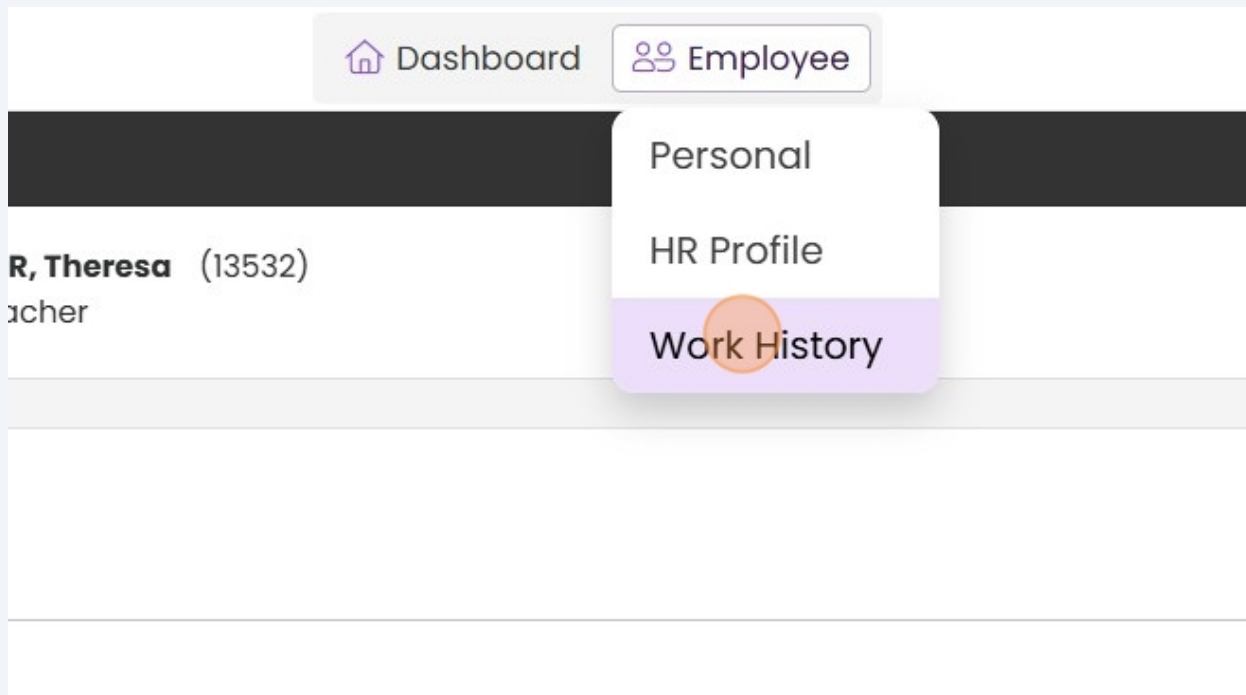 Dashboard Employee
Personal
HR Profile
R, Theresa (13532)
acher
Work History